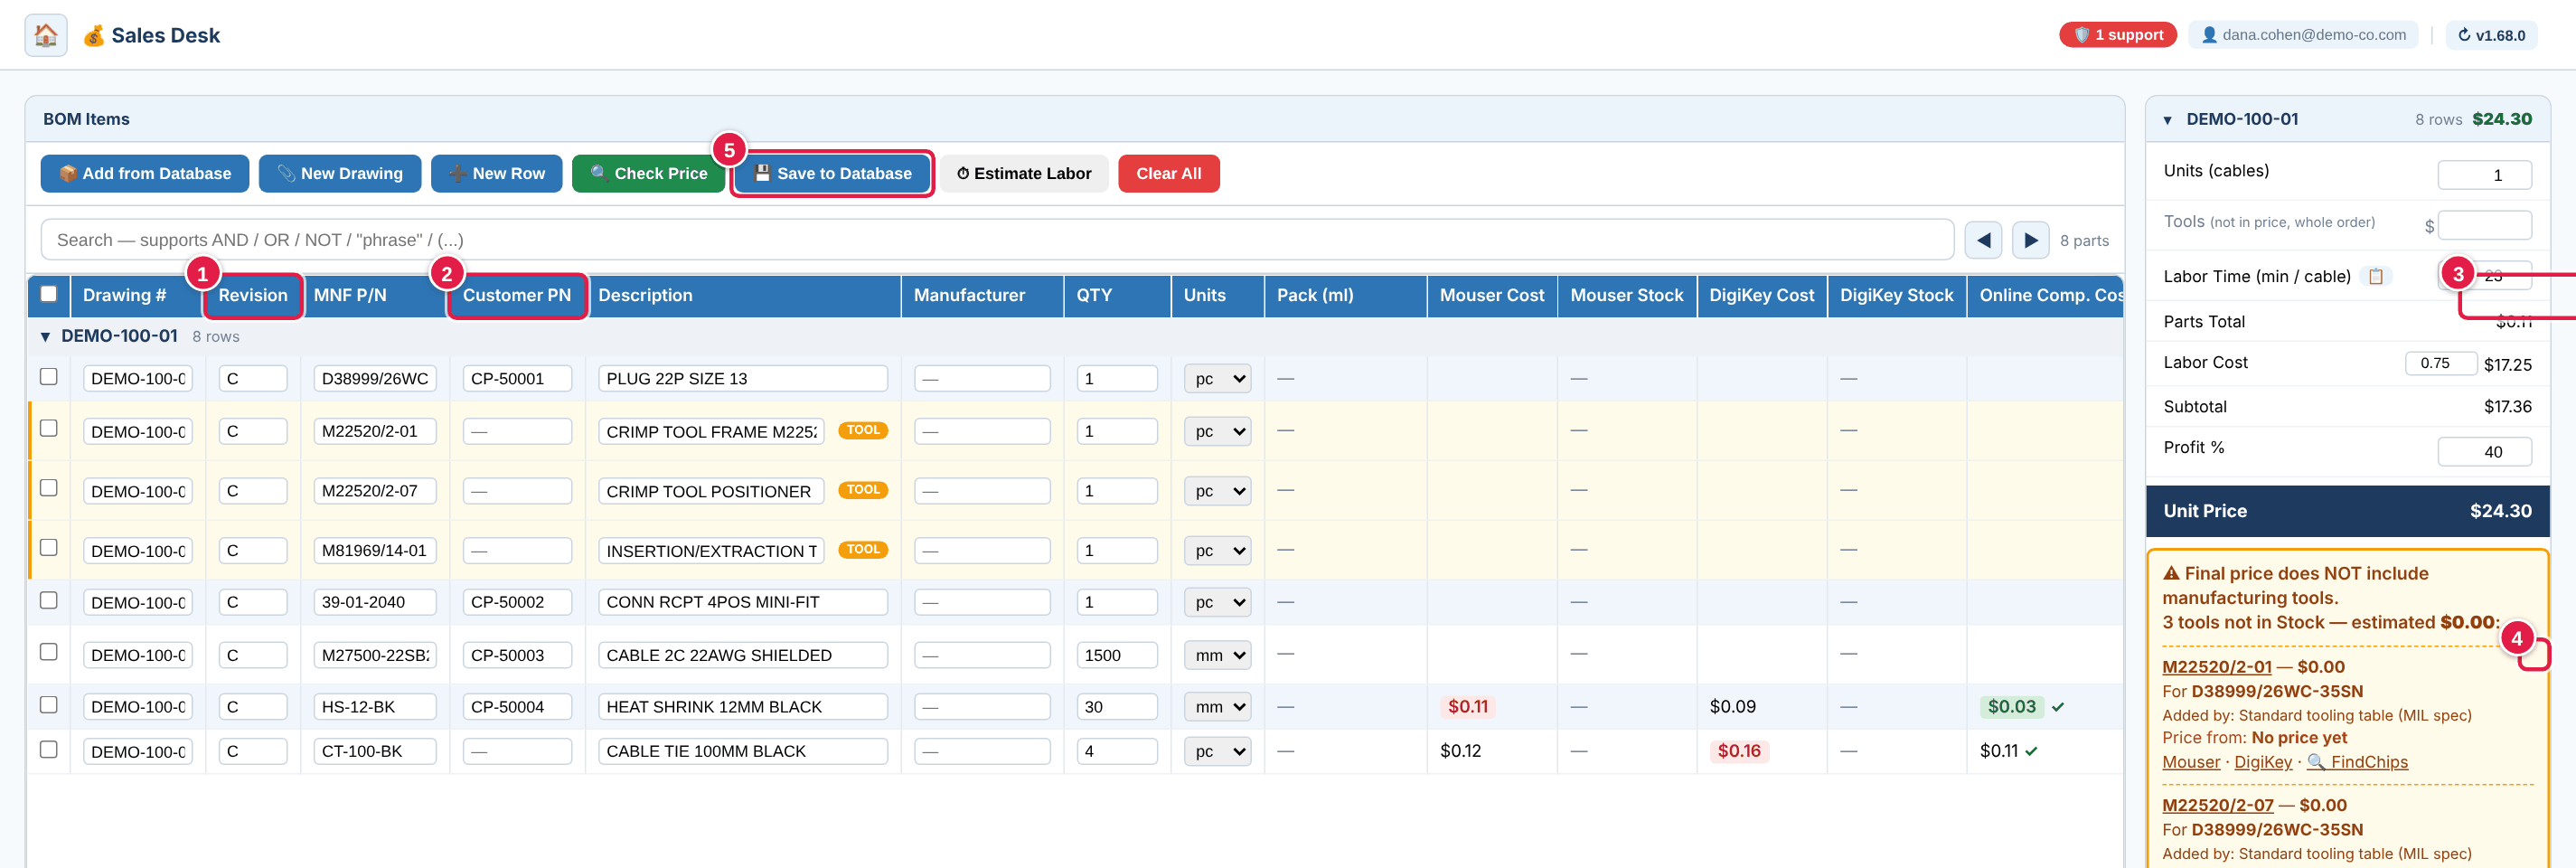 🏠 💰 Sales Desk
🛡️ 1 support 👤 dana.cohen@demo-co.com ↻ v1.68.0
BOM Items
📦 Add from Database 📎 New Drawing ➕ New Row 🔍 Check Price 5 💾 Save to Database ⏱ Estimate Labor Clear All
Search — supports AND / OR / NOT / "phrase" / (...) ◀ ▶ 8 parts
1 2
Drawing # Revision MNF P/N Customer PN Description Manufacturer QTY Units Pack (ml) Mouser Cost Mouser Stock DigiKey Cost DigiKey Stock Online Comp. Cos
▼ DEMO-100-01 8 rows
DEMO-100-0 C D38999/26WC CP-50001 PLUG 22P SIZE 13 — 1 pc — — —
DEMO-100-0 C M22520/2-01 — CRIMP TOOL FRAME M2252 TOOL — 1 pc — — —
DEMO-100-0 C M22520/2-07 — CRIMP TOOL POSITIONER TOOL — 1 pc — — —
DEMO-100-0 C M81969/14-01 — INSERTION/EXTRACTION T TOOL — 1 pc — — —
DEMO-100-0 C 39-01-2040 CP-50002 CONN RCPT 4POS MINI-FIT — 1 pc — — —
DEMO-100-0 C M27500-22SB2 CP-50003 CABLE 2C 22AWG SHIELDED — 1500 mm — — —
DEMO-100-0 C HS-12-BK CP-50004 HEAT SHRINK 12MM BLACK — 30 mm — $0.11 — $0.09 — $0.03 ✓
DEMO-100-0 C CT-100-BK — CABLE TIE 100MM BLACK — 4 pc — $0.12 — $0.16 — $0.11 ✓
▼ DEMO-100-01 8 rows $24.30
Units (cables) 1
Tools (not in price, whole order) $
Labor Time (min / cable) 📋 3 23
Parts Total $0.11
Labor Cost 0.75 $17.25
Subtotal $17.36
Profit % 40
Unit Price $24.30
⚠ Final price does NOT include
manufacturing tools.
3 tools not in Stock — estimated $0.00:
4
M22520/2-01 — $0.00
For D38999/26WC-35SN
Added by: Standard tooling table (MIL spec)
Price from: No price yet
Mouser · DigiKey · 🔍 FindChips
M22520/2-07 — $0.00
For D38999/26WC-35SN
Added by: Standard tooling table (MIL spec)